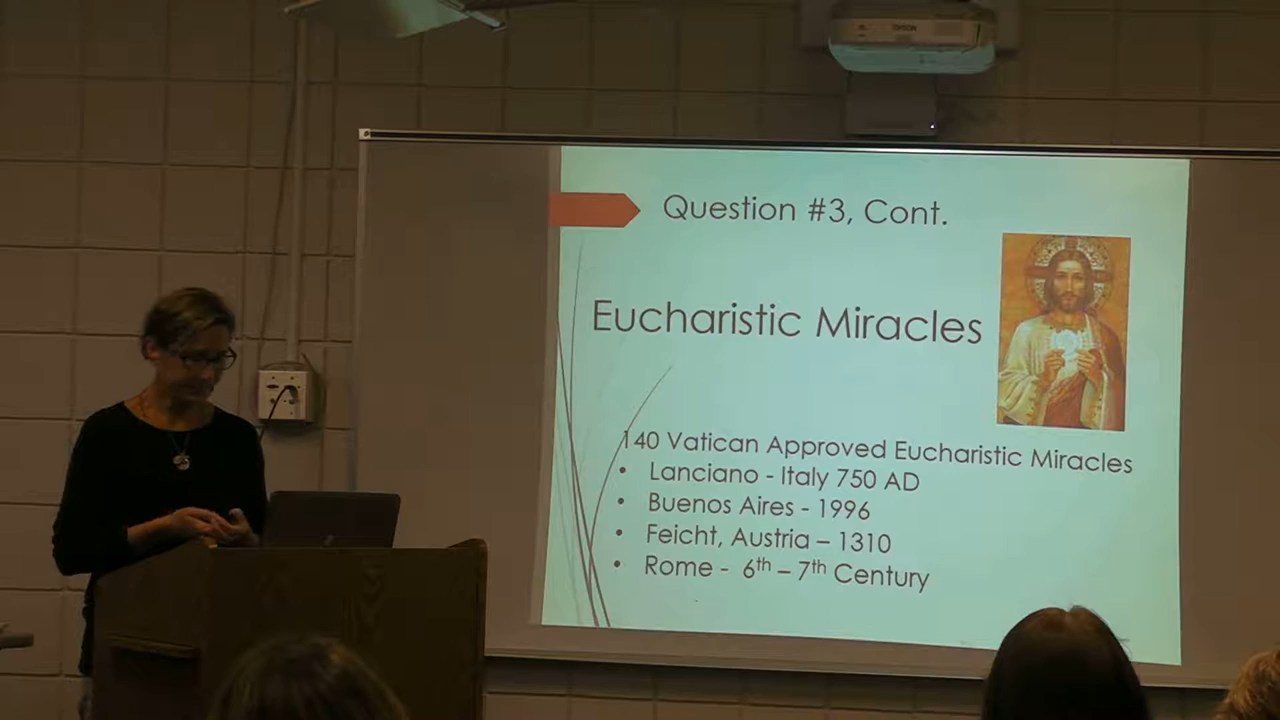 EPSON
Question #3, Cont.
Eucharistic Miracles
140 Vatican Approved Eucharistic Miracles
• Lanciano - Italy 750 AD
• Buenos Aires - 1996
• Feicht, Austria – 1310
• Rome - 6th – 7th Century